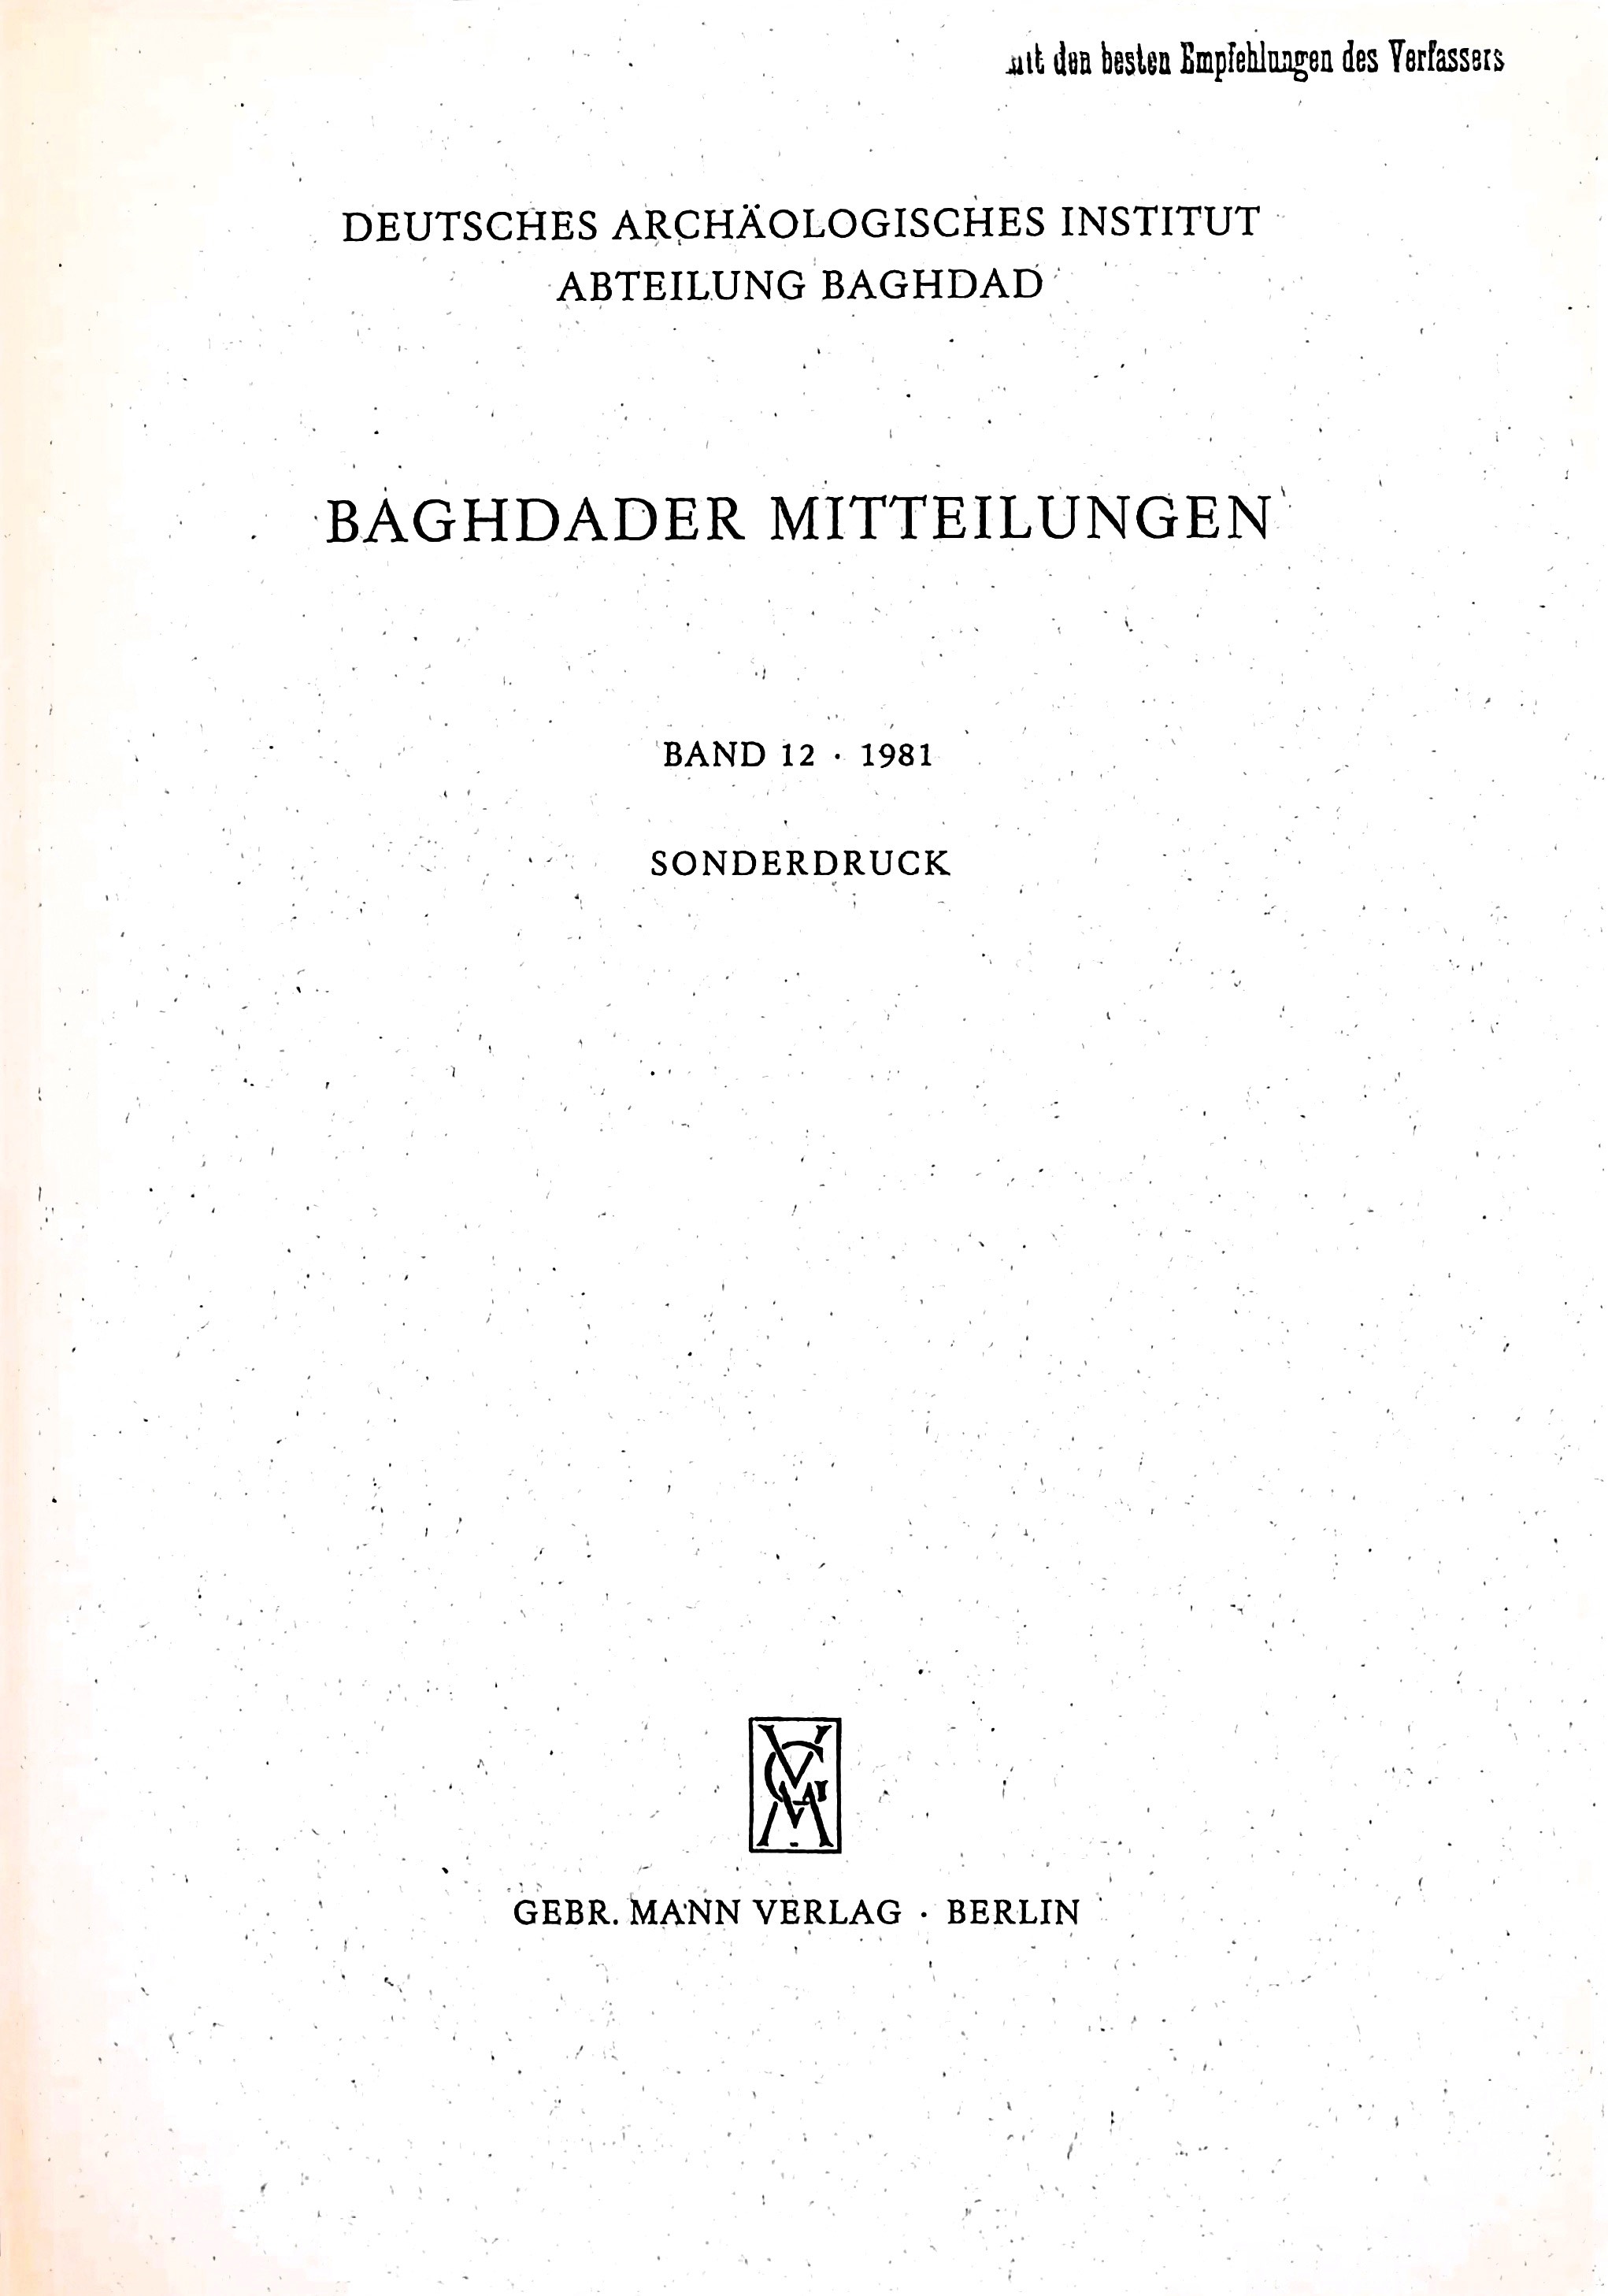 mit den besten Empfehlungen des Verfassers
DEUTSCHES ARCHÄOLOGISCHES INSTITUT
ABTEILUNG BAGHDAD
BAGHDADER MITTEILUNGEN
BAND 12 · 1981
SONDERDRUCK
VGM
GEBR. MANN VERLAG · BERLIN